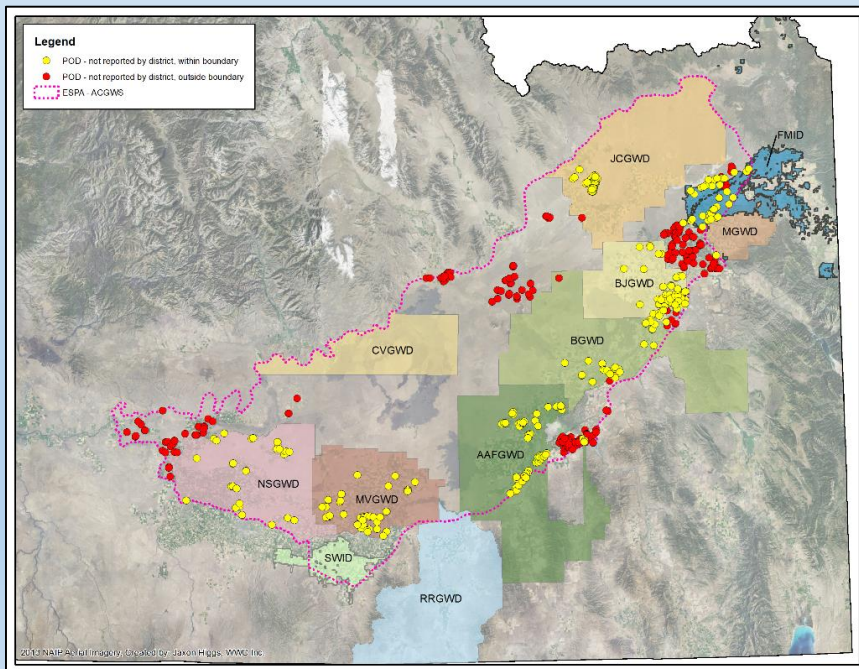 Legend
POD - not reported by district, within boundary
POD - not reported by district, outside boundary
ESPA - ACGWS
FMID
JCGWD
MGWD
BJGWD
BGWD
CVGWD
AAFGWD
NSGWD
MVGWD
SWID
RRGWD
2013 NAIP Aerial Imagery, Created by: Jaxon Higgs, WWC Inc.